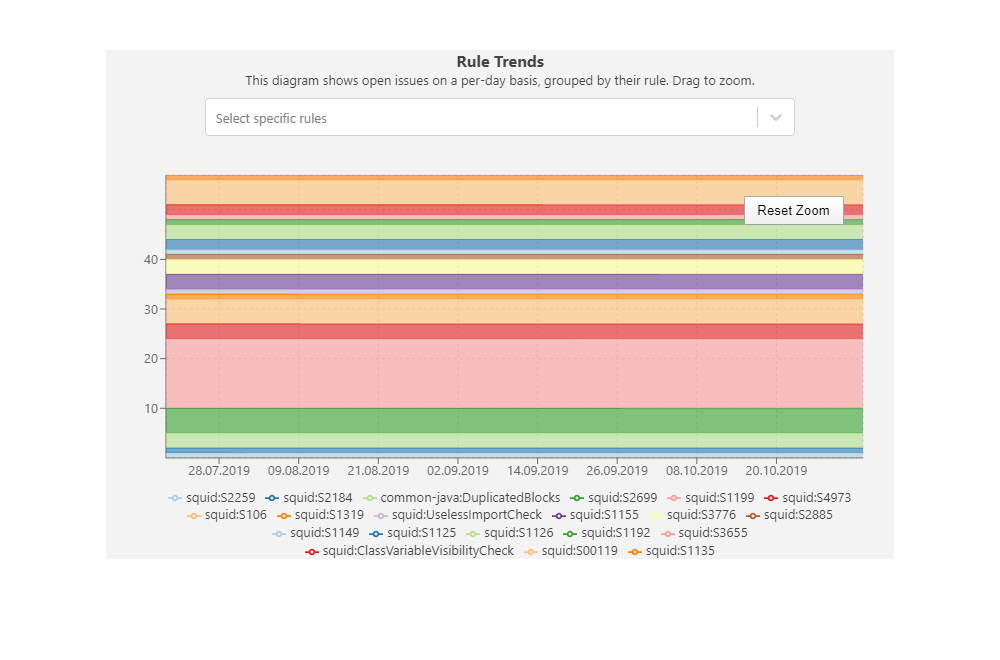 Rule Trends
This diagram shows open issues on a per-day basis, grouped by their rule. Drag to zoom.
Select specific rules
Reset Zoom
40
30
20
10
28.07.2019 09.08.2019 21.08.2019 02.09.2019 14.09.2019 26.09.2019 08.10.2019 20.10.2019
squid:S2259 squid:S2184 common-java:DuplicatedBlocks squid:S2699 squid:S1199 squid:S4973
squid:S106 squid:S1319 squid:UselessImportCheck squid:S1155 squid:S3776 squid:S2885
squid:S1149 squid:S1125 squid:S1126 squid:S1192 squid:S3655
squid:ClassVariableVisibilityCheck squid:S00119 squid:S1135